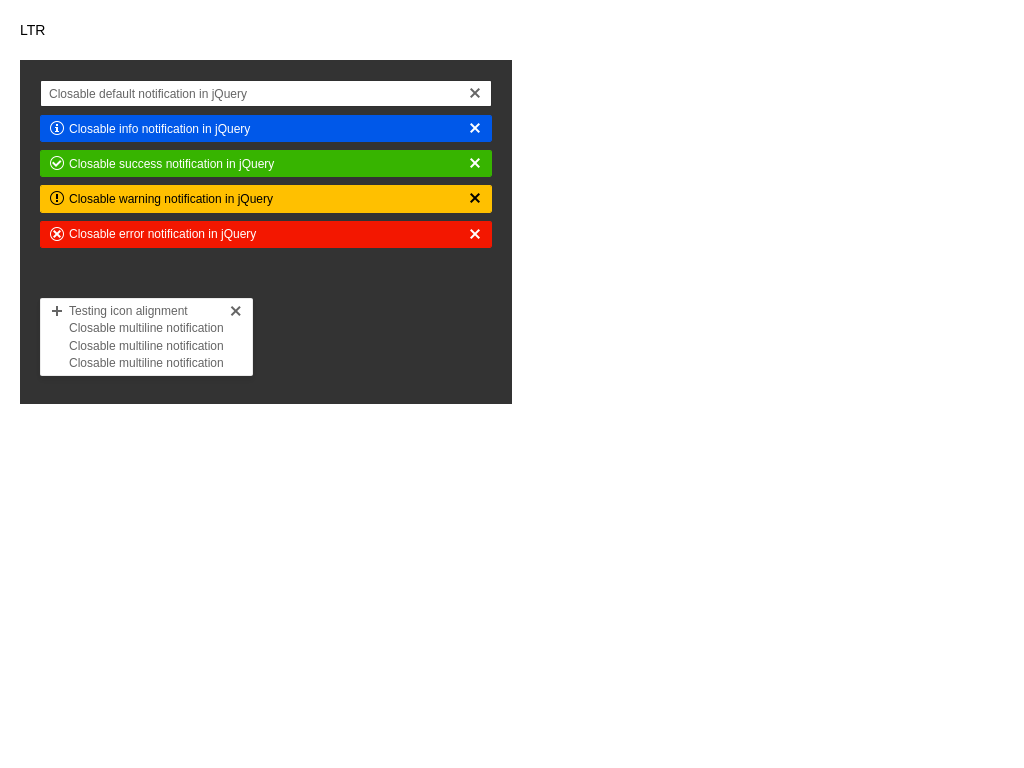 LTR
Closable default notification in jQuery
Closable info notification in jQuery
Closable success notification in jQuery
Closable warning notification in jQuery
Closable error notification in jQuery
Testing icon alignment
Closable multiline notification
Closable multiline notification
Closable multiline notification